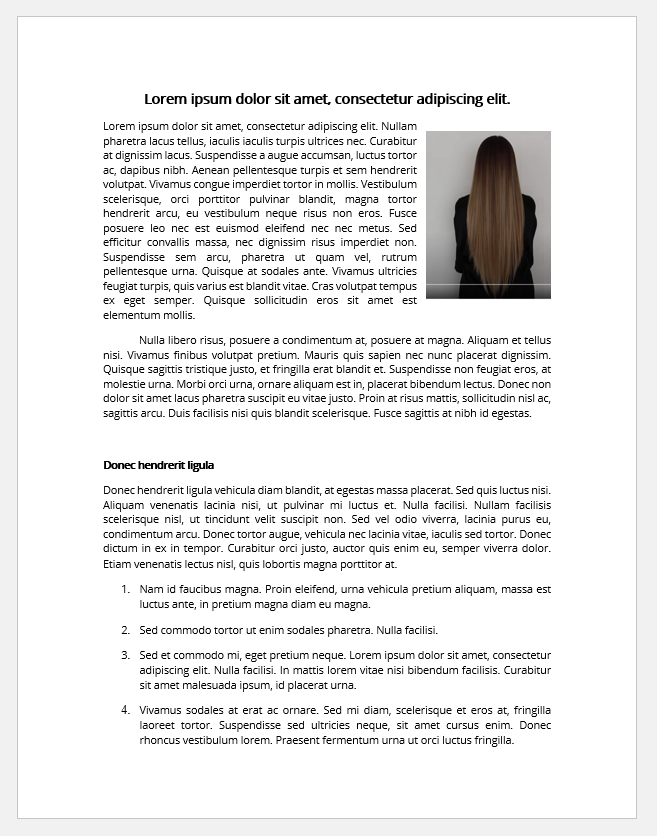 Lorem ipsum dolor sit amet, consectetur adipiscing elit.
Lorem ipsum dolor sit amet, consectetur adipiscing elit. Nullam
pharetra lacus tellus, iaculis iaculis turpis ultrices nec. Curabitur
at dignissim lacus. Suspendisse a augue accumsan, luctus tortor
ac, dapibus nibh. Aenean pellentesque turpis et sem hendrerit
volutpat. Vivamus congue imperdiet tortor in mollis. Vestibulum
scelerisque, orci porttitor pulvinar blandit, magna tortor
hendrerit arcu, eu vestibulum neque risus non eros. Fusce
posuere leo nec est euismod eleifend nec nec metus. Sed
efficitur convallis massa, nec dignissim risus imperdiet non.
Suspendisse sem arcu, pharetra ut quam vel, rutrum
pellentesque urna. Quisque at sodales ante. Vivamus ultricies
feugiat turpis, quis varius est blandit vitae. Cras volutpat tempus
ex eget semper. Quisque sollicitudin eros sit amet est
elementum mollis.
Nulla libero risus, posuere a condimentum at, posuere at magna. Aliquam et tellus
nisi. Vivamus finibus volutpat pretium. Mauris quis sapien nec nunc placerat dignissim.
Quisque sagittis tristique justo, et fringilla erat blandit et. Suspendisse non feugiat eros, at
molestie urna. Morbi orci urna, ornare aliquam est in, placerat bibendum lectus. Donec non
dolor sit amet lacus pharetra suscipit eu vitae justo. Proin at risus mattis, sollicitudin nisl ac,
sagittis arcu. Duis facilisis nisi quis blandit scelerisque. Fusce sagittis at nibh id egestas.
Donec hendrerit ligula
Donec hendrerit ligula vehicula diam blandit, at egestas massa placerat. Sed quis luctus nisi.
Aliquam venenatis lacinia nisi, ut pulvinar mi luctus et. Nulla facilisi. Nullam facilisis
scelerisque nisl, ut tincidunt velit suscipit non. Sed vel odio viverra, lacinia purus eu,
condimentum arcu. Donec tortor augue, vehicula nec lacinia vitae, iaculis sed tortor. Donec
dictum in ex in tempor. Curabitur orci justo, auctor quis enim eu, semper viverra dolor.
Etiam venenatis lectus nisl, quis lobortis magna porttitor at.
1. Nam id faucibus magna. Proin eleifend, urna vehicula pretium aliquam, massa est
luctus ante, in pretium magna diam eu magna.
2. Sed commodo tortor ut enim sodales pharetra. Nulla facilisi.
3. Sed et commodo mi, eget pretium neque. Lorem ipsum dolor sit amet, consectetur
adipiscing elit. Nulla facilisi. In mattis lorem vitae nisi bibendum facilisis. Curabitur
sit amet malesuada ipsum, id placerat urna.
4. Vivamus sodales at erat ac ornare. Sed mi diam, scelerisque et eros at, fringilla
laoreet tortor. Suspendisse sed ultricies neque, sit amet cursus enim. Donec
rhoncus vestibulum lorem. Praesent fermentum urna ut orci luctus fringilla.